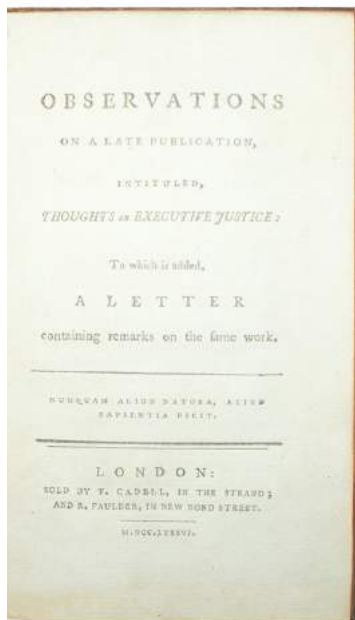 OBSERVATIONS
ON A LATE PUBLICATION,
INTITULED,
THOUGHTS on EXECUTIVE JUSTICE:
To which is added,
A LETTER
containing remarks on the ſame work.
NUNQUAM ALIUD NATURA, ALIUD
SAPIENTIA DICIT.
LONDON:
SOLD BY T. CADELL, IN THE STRAND;
AND R. FAULDER, IN NEW BOND STREET.
M.DCC.LXXXVI.